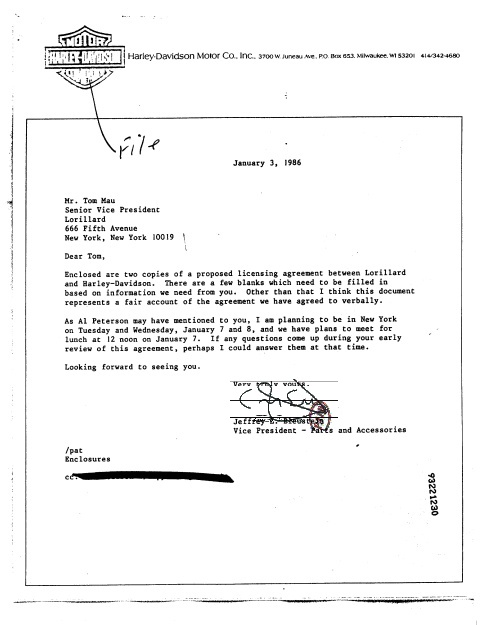 MOTOR
HARLEY-DAVIDSON
Harley-Davidson Motor Co., Inc., 3700 W. Juneau Ave., P.O. Box 653, Milwaukee, WI 53201 414/342-4680
File
January 3, 1986
Mr. Tom Mau
Senior Vice President
Lorillard
666 Fifth Avenue
New York, New York 10019
Dear Tom,
Enclosed are two copies of a proposed licensing agreement between Lorillard
and Harley-Davidson. There are a few blanks which need to be filled in
based on information we need from you. Other than that I think this document
represents a fair account of the agreement we have agreed to verbally.
As Al Peterson may have mentioned to you, I am planning to be in New York
on Tuesday and Wednesday, January 7 and 8, and we have plans to meet for
lunch at 12 noon on January 7. If any questions come up during your early
review of this agreement, perhaps I could answer them at that time.
Looking forward to seeing you.
Very truly yours,
Jeffrey L. Bleustein
Vice President - Parts and Accessories
/pat
Enclosures
cc:
93221230